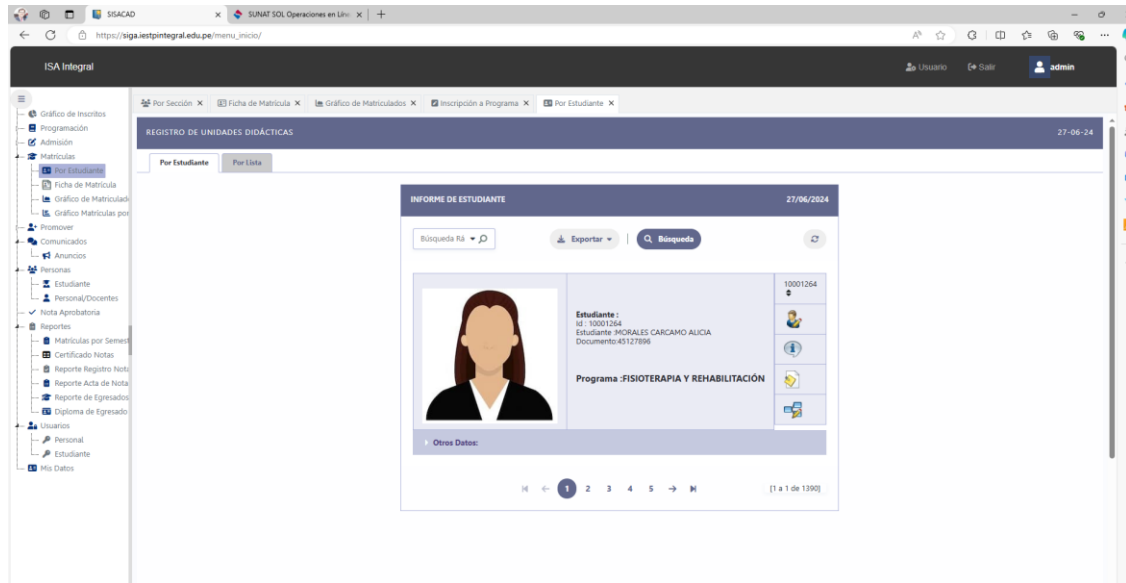 SISACAD
SUNAT SOL Operaciones en Lín
https://siga.iestpintegral.edu.pe/menu_inicio/
ISA Integral
Usuario
Salir
admin
Por Sección
Ficha de Matrícula
Gráfico de Matriculados
Inscripción a Programa
Por Estudiante
Gráfico de Inscritos
Programación
Admisión
Matrículas
Por Estudiante
Ficha de Matrícula
Gráfico de Matriculad
Gráfico Matrículas por
Promover
Comunicados
Anuncios
Personas
Estudiante
Personal/Docentes
Nota Aprobatoria
Reportes
Matrículas por Semest
Certificado Notas
Reporte Registro Nota
Reporte Acta de Nota
Reporte de Egresados
Diploma de Egresado
Usuarios
Personal
Estudiante
Mis Datos
REGISTRO DE UNIDADES DIDÁCTICAS
27-06-24
Por Estudiante
Por Lista
INFORME DE ESTUDIANTE
27/06/2024
Búsqueda Rá
Exportar
Búsqueda
10001264
Estudiante :
Id : 10001264
Estudiante :MORALES CARCAMO ALICIA
Documento:45127896
Programa :FISIOTERAPIA Y REHABILITACIÓN
Otros Datos:
1 2 3 4 5
[1 a 1 de 1390]